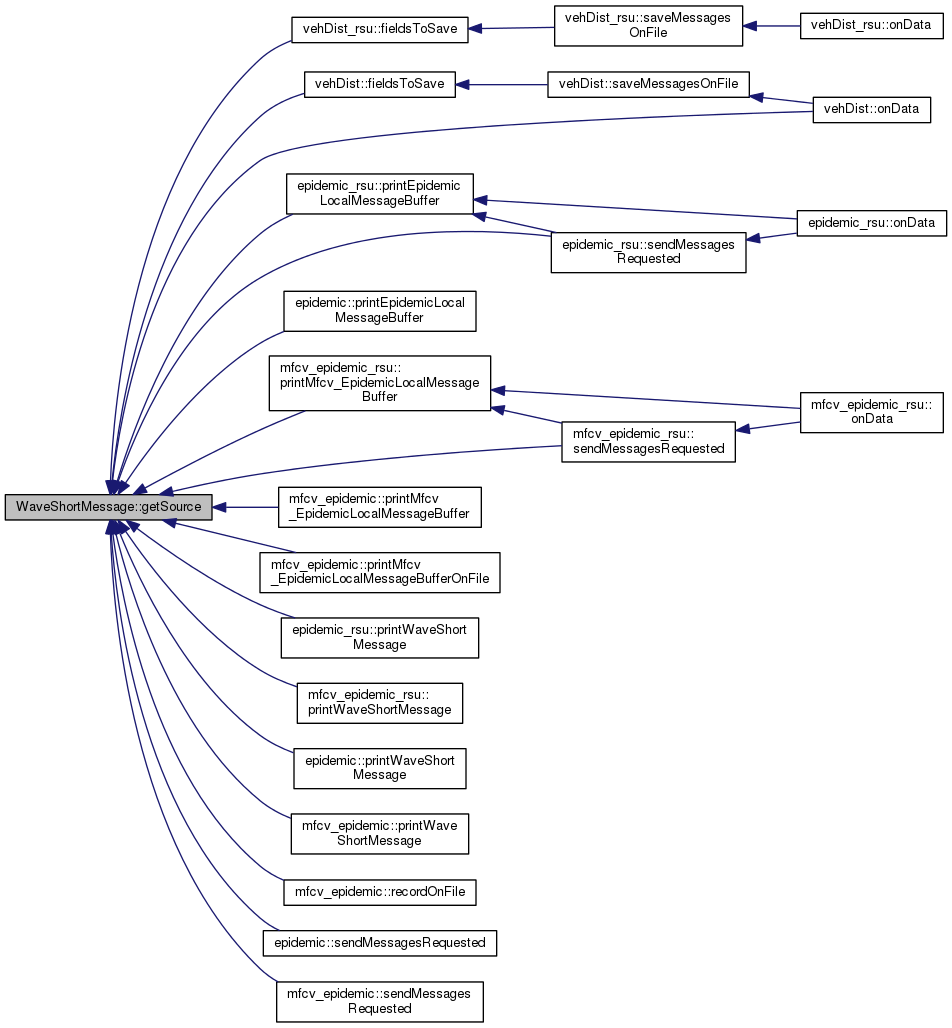 vehDist_rsu::fieldsToSave
vehDist_rsu::saveMessages
OnFile
vehDist_rsu::onData
vehDist::fieldsToSave
vehDist::saveMessagesOnFile
vehDist::onData
epidemic_rsu::printEpidemic
LocalMessageBuffer
epidemic_rsu::sendMessages
Requested
epidemic_rsu::onData
epidemic::printEpidemicLocal
MessageBuffer
mfcv_epidemic_rsu::
printMfcv_EpidemicLocalMessage
Buffer
mfcv_epidemic_rsu::
sendMessagesRequested
mfcv_epidemic_rsu::
onData
WaveShortMessage::getSource
mfcv_epidemic::printMfcv
_EpidemicLocalMessageBuffer
mfcv_epidemic::printMfcv
_EpidemicLocalMessageBufferOnFile
epidemic_rsu::printWaveShort
Message
mfcv_epidemic_rsu::
printWaveShortMessage
epidemic::printWaveShort
Message
mfcv_epidemic::printWave
ShortMessage
mfcv_epidemic::recordOnFile
epidemic::sendMessagesRequested
mfcv_epidemic::sendMessages
Requested